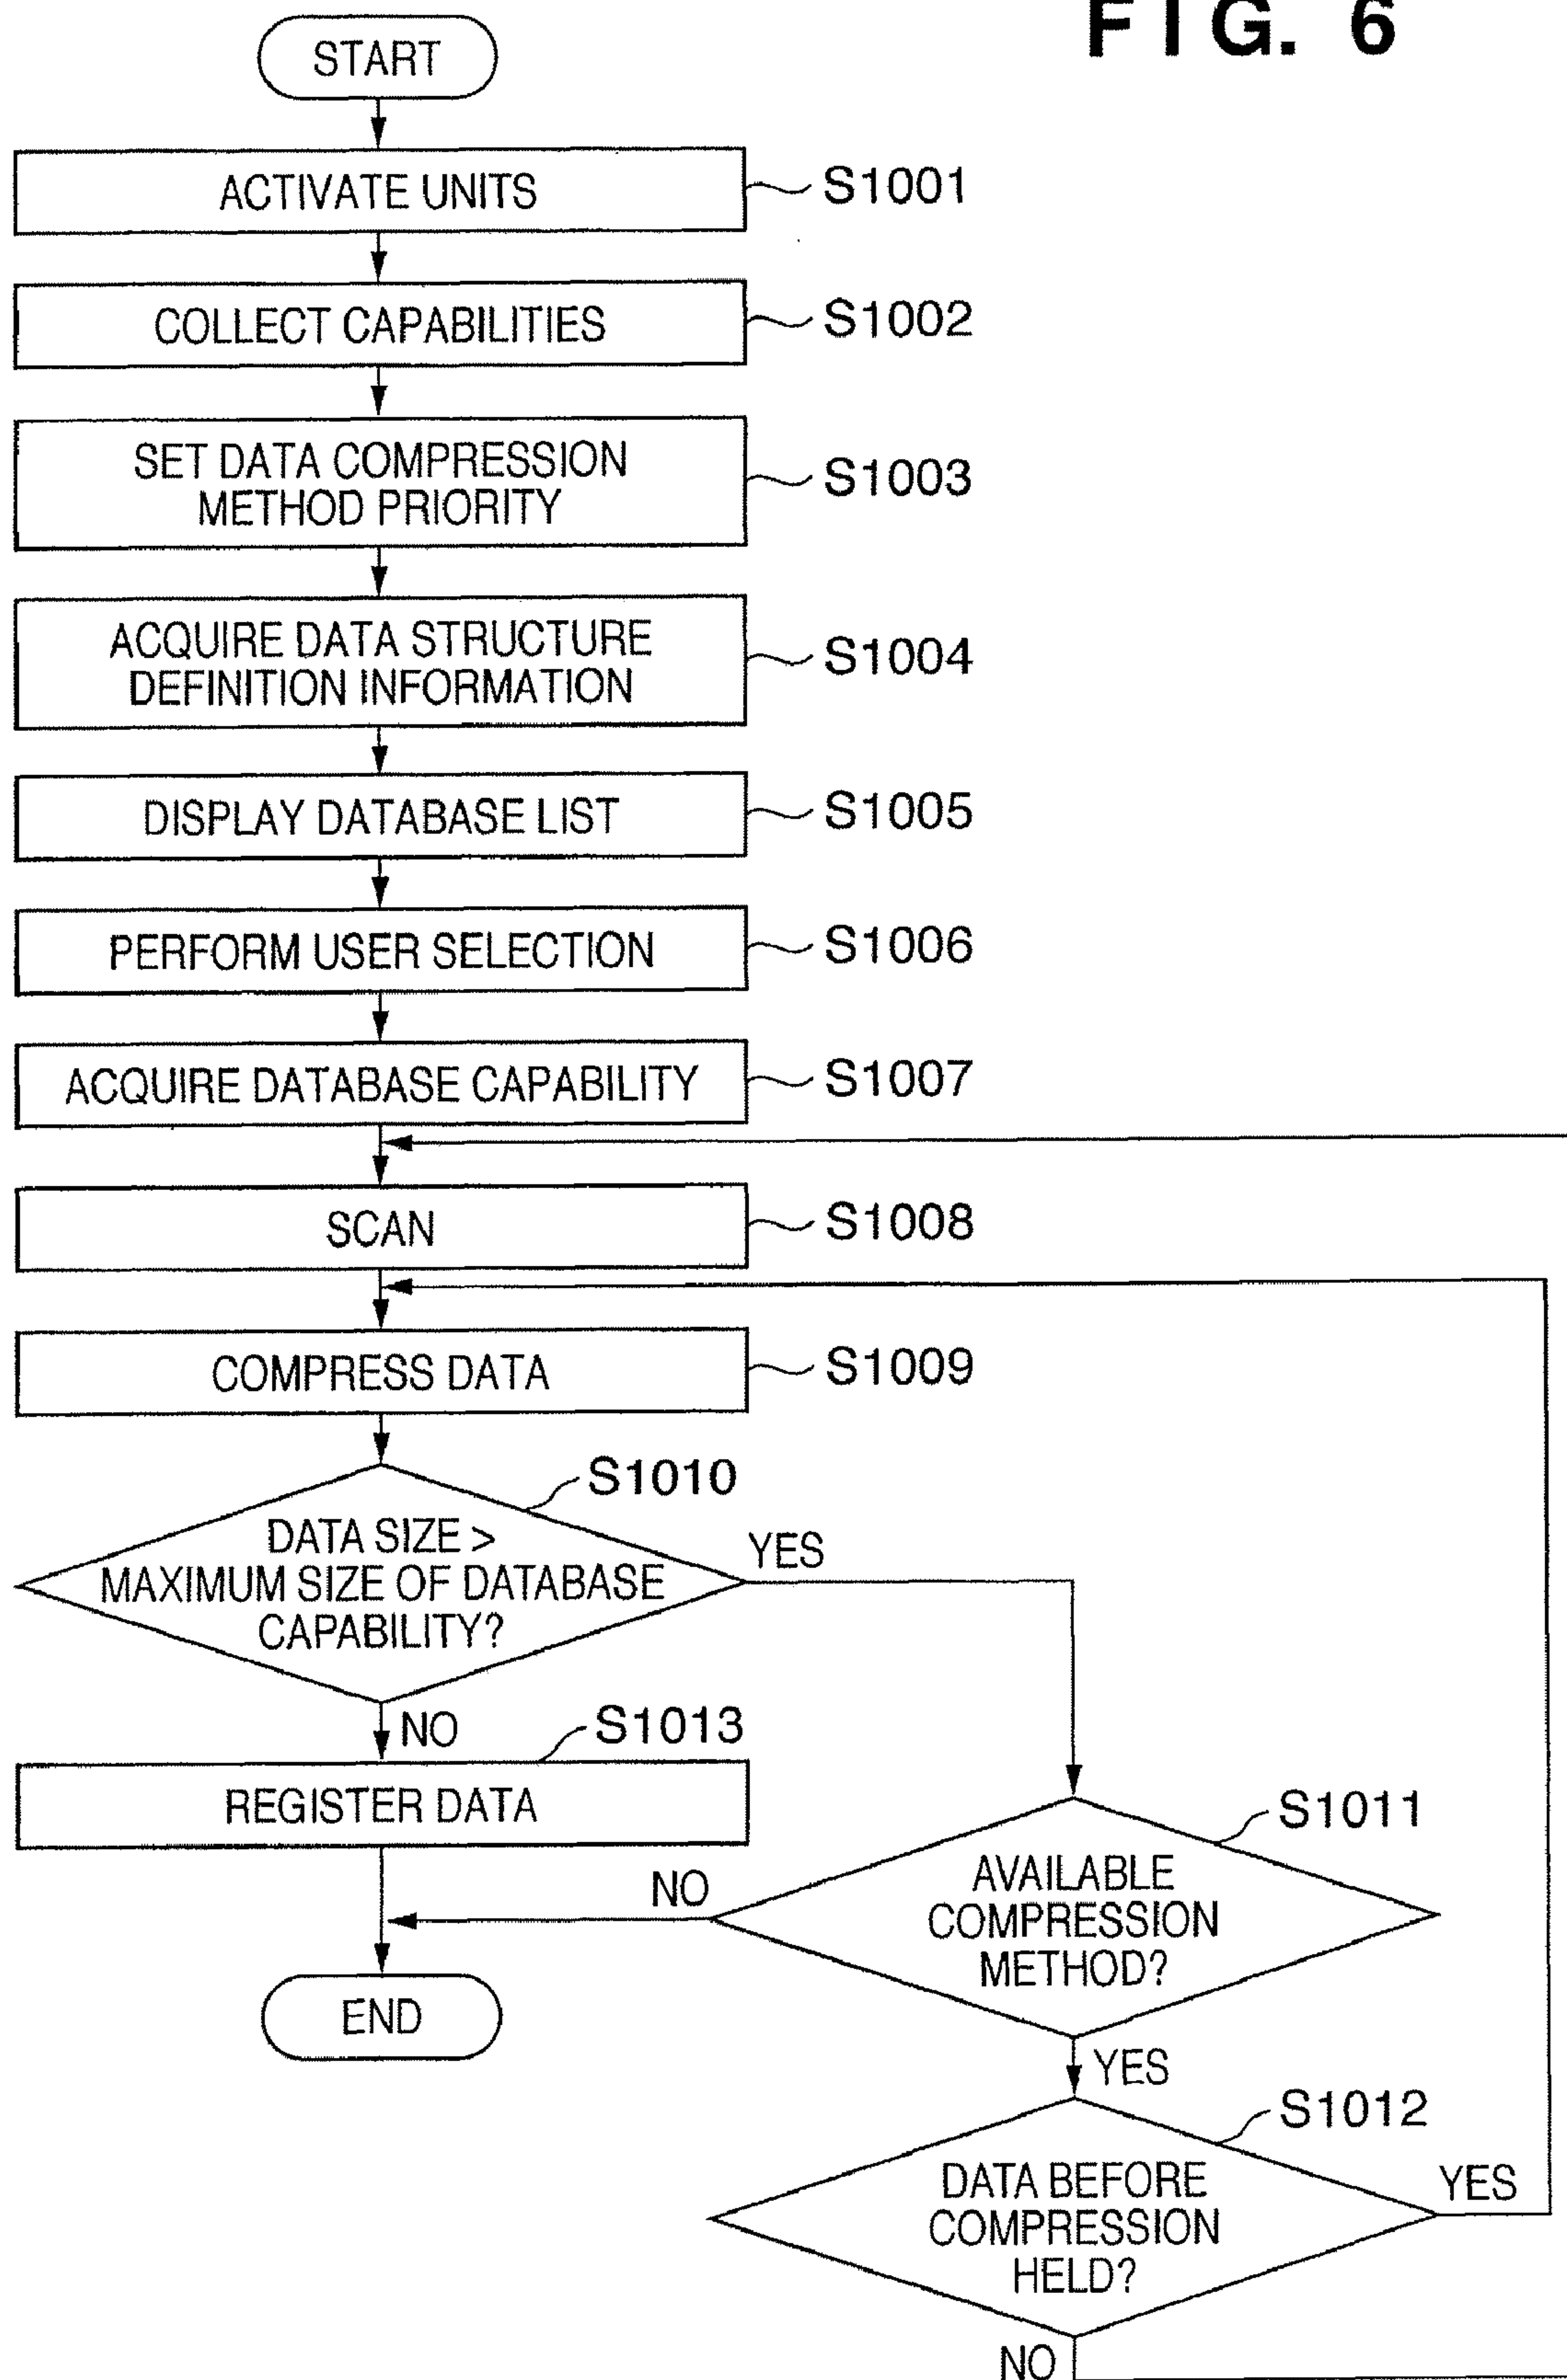 FIG. 6
START
ACTIVATE UNITS
S1001
COLLECT CAPABILITIES
S1002
SET DATA COMPRESSION
METHOD PRIORITY
S1003
ACQUIRE DATA STRUCTURE
DEFINITION INFORMATION
S1004
DISPLAY DATABASE LIST
S1005
PERFORM USER SELECTION
S1006
ACQUIRE DATABASE CAPABILITY
S1007
SCAN
S1008
COMPRESS DATA
S1009
S1010
DATA SIZE >
MAXIMUM SIZE OF DATABASE
CAPABILITY?
YES
NO
S1013
REGISTER DATA
S1011
AVAILABLE
COMPRESSION
METHOD?
NO
END
YES
S1012
DATA BEFORE
COMPRESSION
HELD?
YES
NO